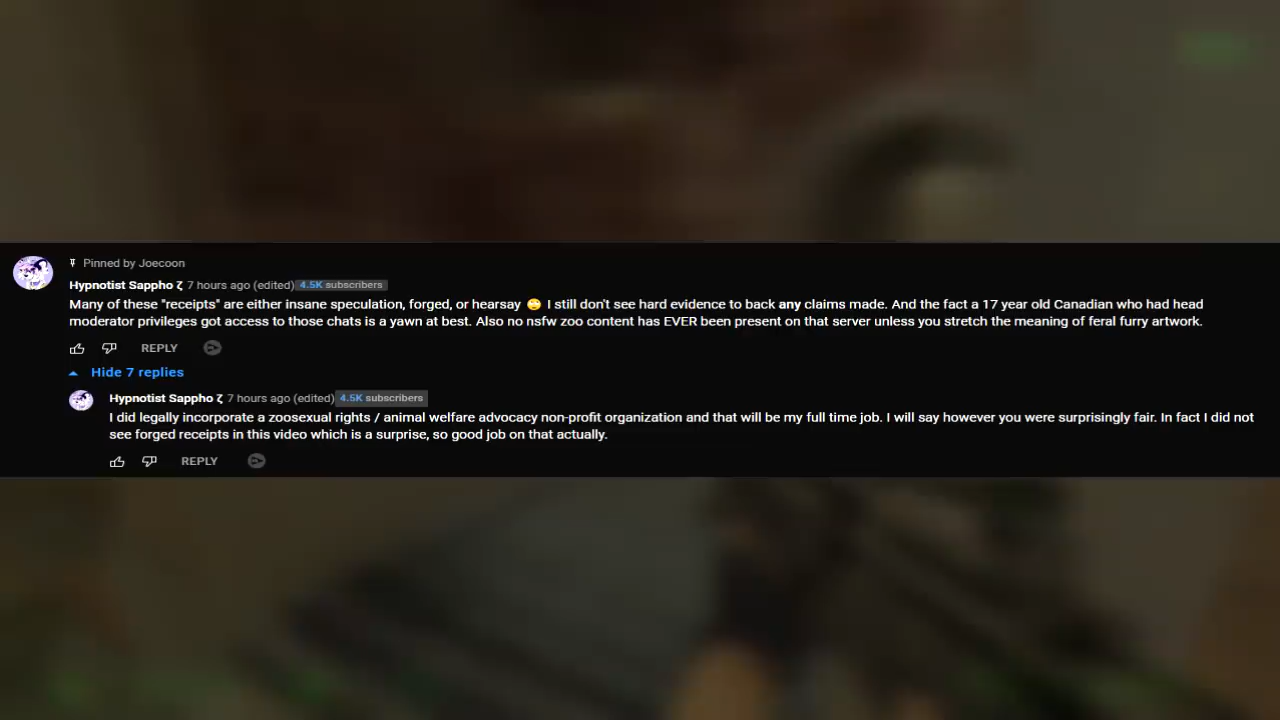 Pinned by Joecoon
Hypnotist Sappho ζ 7 hours ago (edited) 4.5K subscribers
Many of these "receipts" are either insane speculation, forged, or hearsay 🙄 I still don't see hard evidence to back any claims made. And the fact a 17 year old Canadian who had head
moderator privileges got access to those chats is a yawn at best. Also no nsfw zoo content has EVER been present on that server unless you stretch the meaning of feral furry artwork.
REPLY
Hide 7 replies
Hypnotist Sappho ζ 7 hours ago (edited) 4.5K subscribers
I did legally incorporate a zoosexual rights / animal welfare advocacy non-profit organization and that will be my full time job. I will say however you were surprisingly fair. In fact I did not
see forged receipts in this video which is a surprise, so good job on that actually.
REPLY